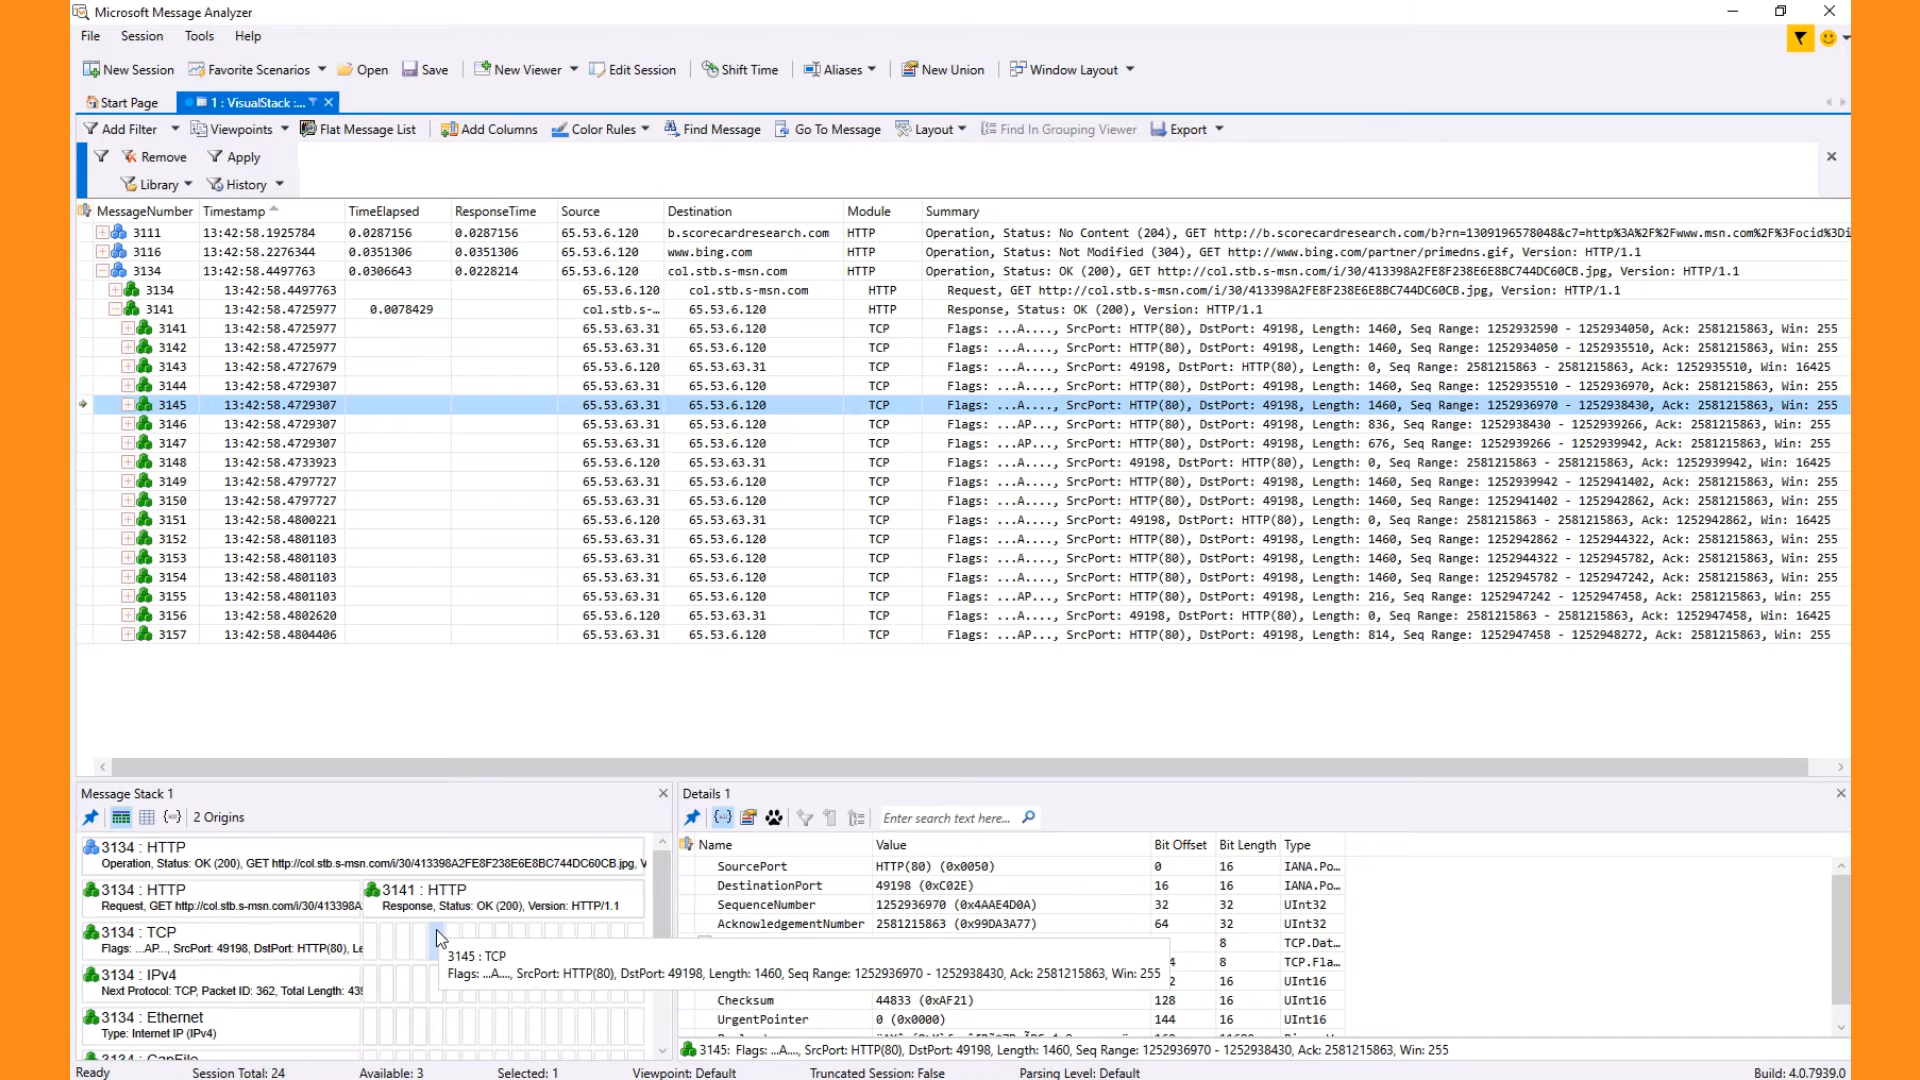 Microsoft Message Analyzer
File Session Tools Help
New Session Favorite Scenarios Open Save New Viewer Edit Session Shift Time Aliases New Union Window Layout
Start Page 1 : VisualStack :...
Add Filter Viewpoints Flat Message List Add Columns Color Rules Find Message Go To Message Layout Find In Grouping Viewer Export
Remove Apply
Library History
MessageNumber Timestamp TimeElapsed ResponseTime Source Destination Module Summary
3111 13:42:58.1925784 0.0287156 0.0287156 65.53.6.120 b.scorecardresearch.com HTTP Operation, Status: No Content (204), GET http://b.scorecardresearch.com/b?rn=1309196578048&c7=http%3A%2F%2Fwww.msn.com%2F%3Focid%3Di
3116 13:42:58.2276344 0.0351306 0.0351306 65.53.6.120 www.bing.com HTTP Operation, Status: Not Modified (304), GET http://www.bing.com/partner/primedns.gif, Version: HTTP/1.1
3134 13:42:58.4497763 0.0306643 0.0228214 65.53.6.120 col.stb.s-msn.com HTTP Operation, Status: OK (200), GET http://col.stb.s-msn.com/i/30/413398A2FE8F238E6E8BC744DC60CB.jpg, Version: HTTP/1.1
3134 13:42:58.4497763 65.53.6.120 col.stb.s-msn.com HTTP Request, GET http://col.stb.s-msn.com/i/30/413398A2FE8F238E6E8BC744DC60CB.jpg, Version: HTTP/1.1
3141 13:42:58.4725977 0.0078429 col.stb.s-… 65.53.6.120 HTTP Response, Status: OK (200), Version: HTTP/1.1
3141 13:42:58.4725977 65.53.63.31 65.53.6.120 TCP Flags: ...A...., SrcPort: HTTP(80), DstPort: 49198, Length: 1460, Seq Range: 1252932590 - 1252934050, Ack: 2581215863, Win: 255
3142 13:42:58.4725977 65.53.63.31 65.53.6.120 TCP Flags: ...A...., SrcPort: HTTP(80), DstPort: 49198, Length: 1460, Seq Range: 1252934050 - 1252935510, Ack: 2581215863, Win: 255
3143 13:42:58.4727679 65.53.6.120 65.53.63.31 TCP Flags: ...A...., SrcPort: 49198, DstPort: HTTP(80), Length: 0, Seq Range: 2581215863 - 2581215863, Ack: 1252935510, Win: 16425
3144 13:42:58.4729307 65.53.63.31 65.53.6.120 TCP Flags: ...A...., SrcPort: HTTP(80), DstPort: 49198, Length: 1460, Seq Range: 1252935510 - 1252936970, Ack: 2581215863, Win: 255
3145 13:42:58.4729307 65.53.63.31 65.53.6.120 TCP Flags: ...A...., SrcPort: HTTP(80), DstPort: 49198, Length: 1460, Seq Range: 1252936970 - 1252938430, Ack: 2581215863, Win: 255
3146 13:42:58.4729307 65.53.63.31 65.53.6.120 TCP Flags: ...AP..., SrcPort: HTTP(80), DstPort: 49198, Length: 836, Seq Range: 1252938430 - 1252939266, Ack: 2581215863, Win: 255
3147 13:42:58.4729307 65.53.63.31 65.53.6.120 TCP Flags: ...AP..., SrcPort: HTTP(80), DstPort: 49198, Length: 676, Seq Range: 1252939266 - 1252939942, Ack: 2581215863, Win: 255
3148 13:42:58.4733923 65.53.6.120 65.53.63.31 TCP Flags: ...A...., SrcPort: 49198, DstPort: HTTP(80), Length: 0, Seq Range: 2581215863 - 2581215863, Ack: 1252939942, Win: 16425
3149 13:42:58.4797727 65.53.63.31 65.53.6.120 TCP Flags: ...A...., SrcPort: HTTP(80), DstPort: 49198, Length: 1460, Seq Range: 1252939942 - 1252941402, Ack: 2581215863, Win: 255
3150 13:42:58.4797727 65.53.63.31 65.53.6.120 TCP Flags: ...A...., SrcPort: HTTP(80), DstPort: 49198, Length: 1460, Seq Range: 1252941402 - 1252942862, Ack: 2581215863, Win: 255
3151 13:42:58.4800221 65.53.6.120 65.53.63.31 TCP Flags: ...A...., SrcPort: 49198, DstPort: HTTP(80), Length: 0, Seq Range: 2581215863 - 2581215863, Ack: 1252942862, Win: 16425
3152 13:42:58.4801103 65.53.63.31 65.53.6.120 TCP Flags: ...A...., SrcPort: HTTP(80), DstPort: 49198, Length: 1460, Seq Range: 1252942862 - 1252944322, Ack: 2581215863, Win: 255
3153 13:42:58.4801103 65.53.63.31 65.53.6.120 TCP Flags: ...A...., SrcPort: HTTP(80), DstPort: 49198, Length: 1460, Seq Range: 1252944322 - 1252945782, Ack: 2581215863, Win: 255
3154 13:42:58.4801103 65.53.63.31 65.53.6.120 TCP Flags: ...A...., SrcPort: HTTP(80), DstPort: 49198, Length: 1460, Seq Range: 1252945782 - 1252947242, Ack: 2581215863, Win: 255
3155 13:42:58.4801103 65.53.63.31 65.53.6.120 TCP Flags: ...AP..., SrcPort: HTTP(80), DstPort: 49198, Length: 216, Seq Range: 1252947242 - 1252947458, Ack: 2581215863, Win: 255
3156 13:42:58.4802620 65.53.6.120 65.53.63.31 TCP Flags: ...A...., SrcPort: 49198, DstPort: HTTP(80), Length: 0, Seq Range: 2581215863 - 2581215863, Ack: 1252947458, Win: 16425
3157 13:42:58.4804406 65.53.63.31 65.53.6.120 TCP Flags: ...AP..., SrcPort: HTTP(80), DstPort: 49198, Length: 814, Seq Range: 1252947458 - 1252948272, Ack: 2581215863, Win: 255
Message Stack 1
2 Origins
3134 : HTTP
Operation, Status: OK (200), GET http://col.stb.s-msn.com/i/30/413398A2FE8F238E6E8BC744DC60CB.jpg, V
3134 : HTTP
Request, GET http://col.stb.s-msn.com/i/30/413398A
3141 : HTTP
Response, Status: OK (200), Version: HTTP/1.1
3134 : TCP
Flags: ...AP..., SrcPort: 49198, DstPort: HTTP(80), Le
3134 : IPv4
Next Protocol: TCP, Packet ID: 362, Total Length: 43
3134 : Ethernet
Type: Internet IP (IPv4)
3134 : CapFile
3145 : TCP
Flags: ...A...., SrcPort: HTTP(80), DstPort: 49198, Length: 1460, Seq Range: 1252936970 - 1252938430, Ack: 2581215863, Win: 255
Details 1
Enter search text here...
Name Value Bit Offset Bit Length Type
SourcePort HTTP(80) (0x0050) 0 16 IANA.Po...
DestinationPort 49198 (0xC02E) 16 16 IANA.Po...
SequenceNumber 1252936970 (0x4AAE4D0A) 32 32 UInt32
AcknowledgementNumber 2581215863 (0x99DA3A77) 64 32 UInt32
8 TCP.Dat...
4 8 TCP.Fla...
2 16 UInt16
Checksum 44833 (0xAF21) 128 16 UInt16
UrgentPointer 0 (0x0000) 144 16 UInt16
3145: Flags: ...A...., SrcPort: HTTP(80), DstPort: 49198, Length: 1460, Seq Range: 1252936970 - 1252938430, Ack: 2581215863, Win: 255
Ready Session Total: 24 Available: 3 Selected: 1 Viewpoint: Default Truncated Session: False Parsing Level: Default Build: 4.0.7939.0